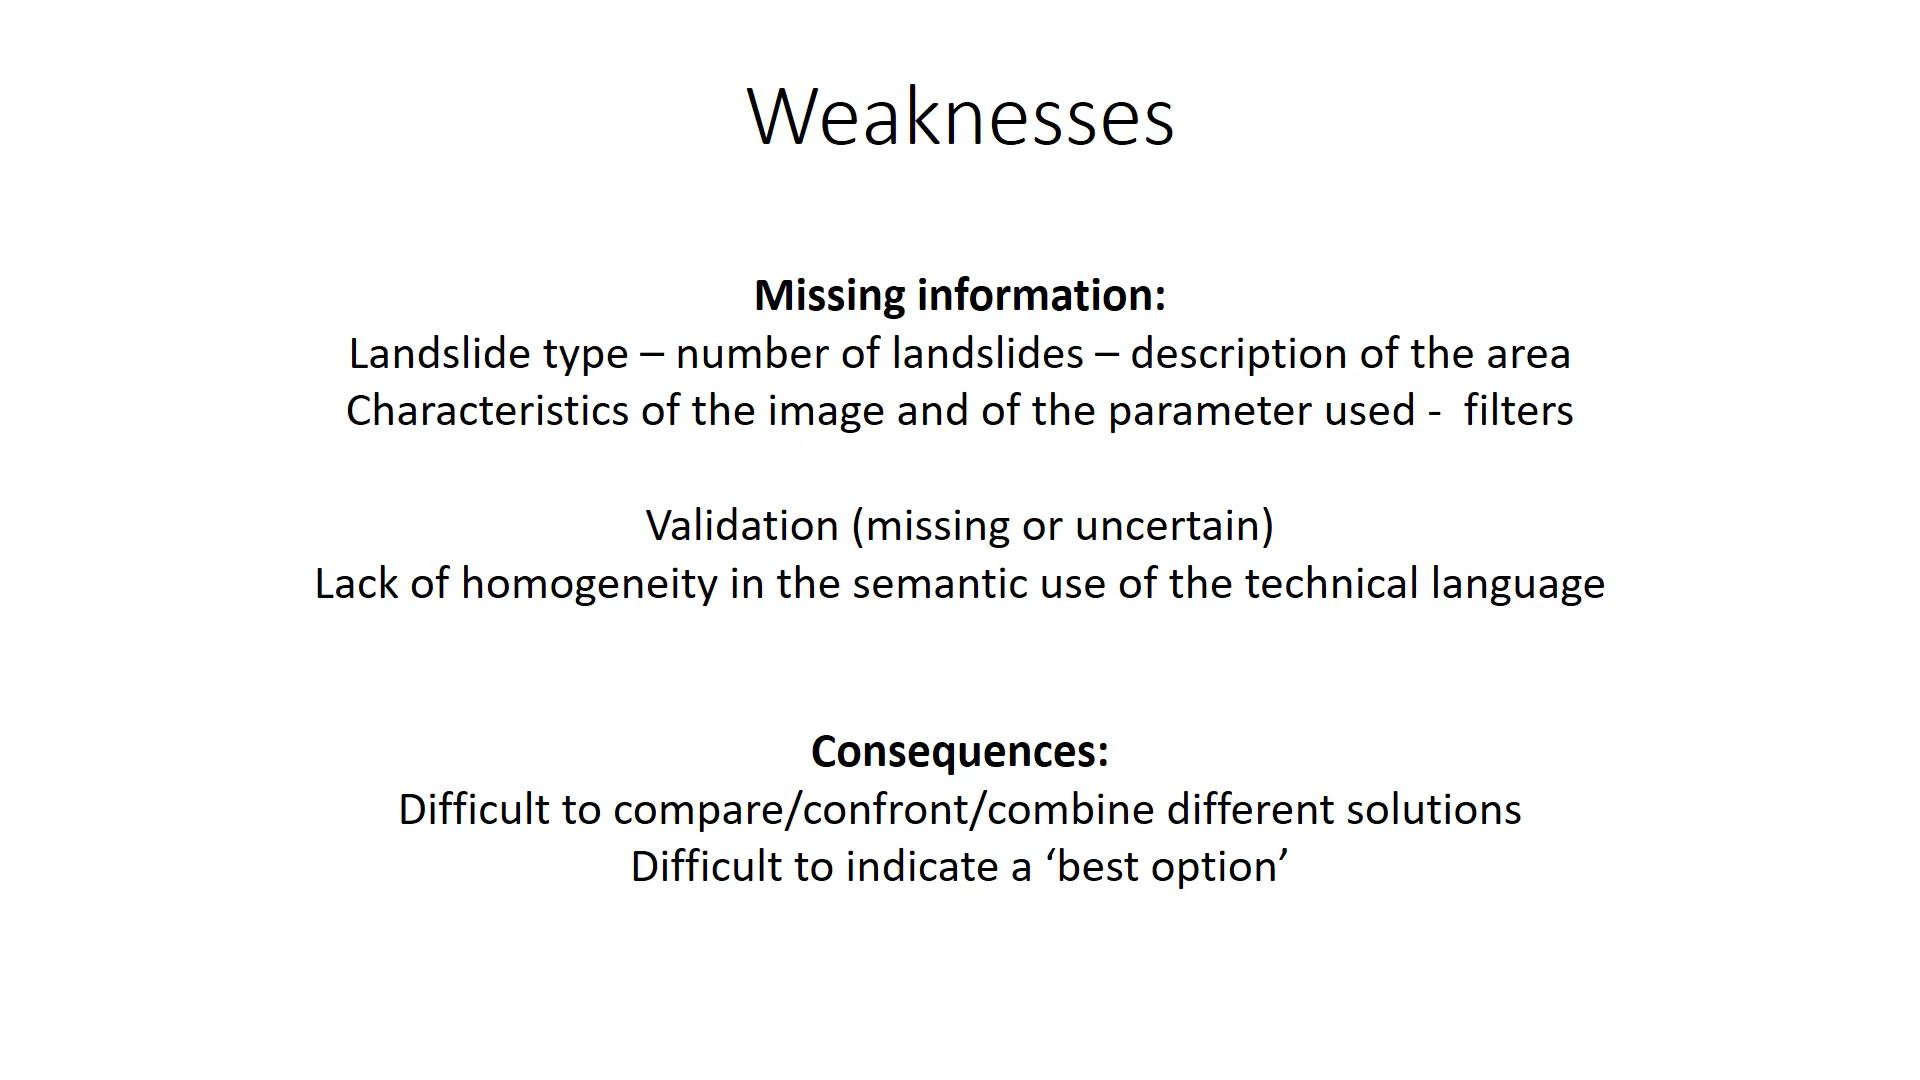 Weaknesses
Missing information:
Landslide type – number of landslides – description of the area
Characteristics of the image and of the parameter used -  filters
Validation (missing or uncertain)
Lack of homogeneity in the semantic use of the technical language
Consequences:
Difficult to compare/confront/combine different solutions
Difficult to indicate a ‘best option’